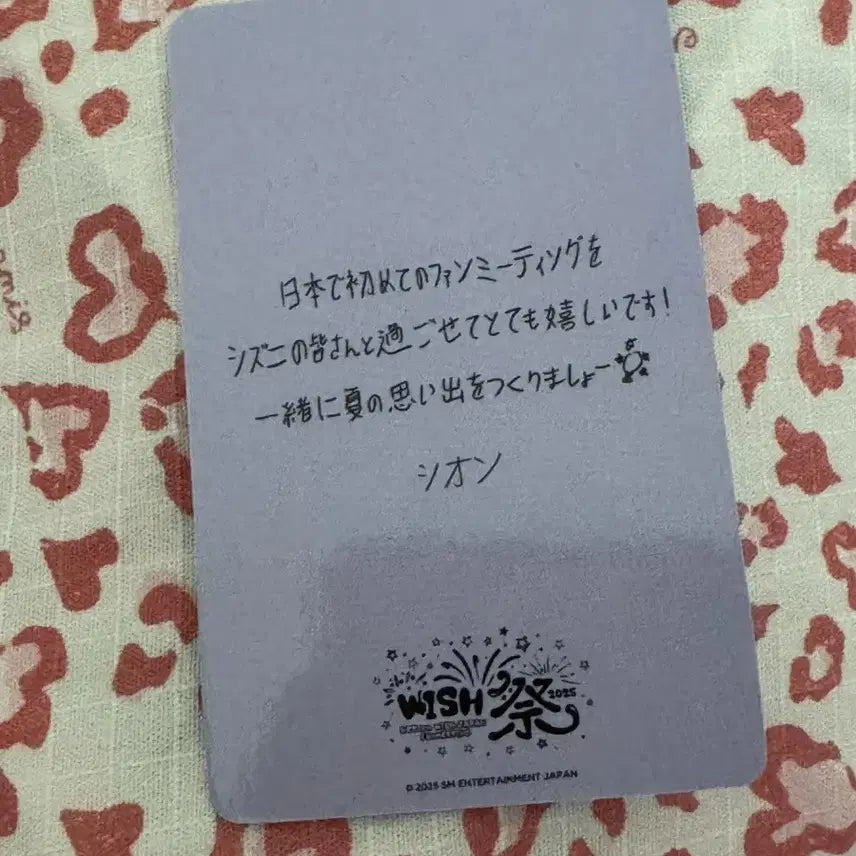 日本で初めてのファンミーティングを
シズニの皆さんと過ごせてとても嬉しいです!
一緒に夏の思い出をつくりましょー
シオン
WISH 祭 2025
© 2025 SM ENTERTAINMENT JAPAN